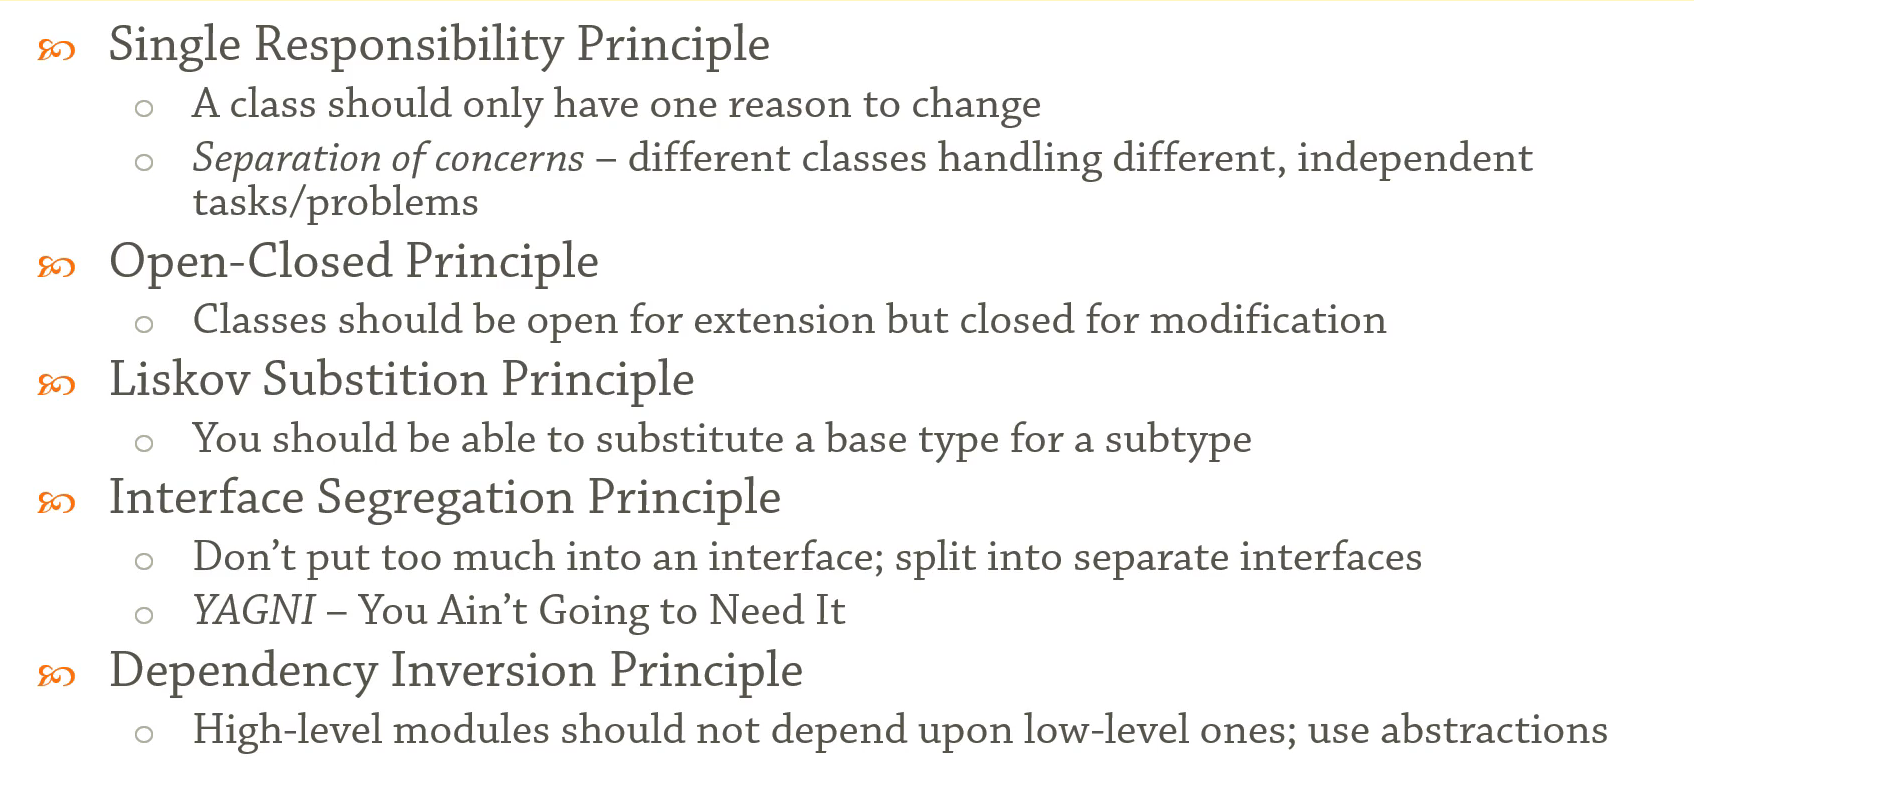 Single Responsibility Principle
A class should only have one reason to change
Separation of concerns – different classes handling different, independent
tasks/problems
Open-Closed Principle
Classes should be open for extension but closed for modification
Liskov Substition Principle
You should be able to substitute a base type for a subtype
Interface Segregation Principle
Don’t put too much into an interface; split into separate interfaces
YAGNI – You Ain’t Going to Need It
Dependency Inversion Principle
High-level modules should not depend upon low-level ones; use abstractions